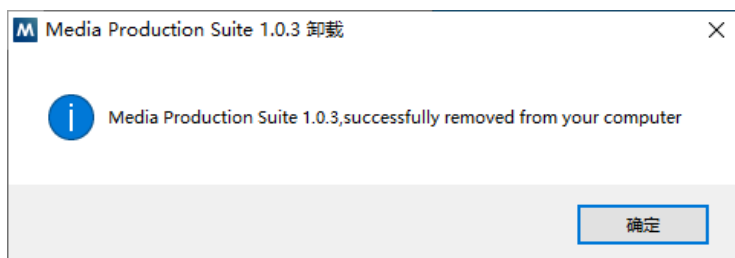 M Media Production Suite 1.0.3 卸载
Media Production Suite 1.0.3,successfully removed from your computer
确定